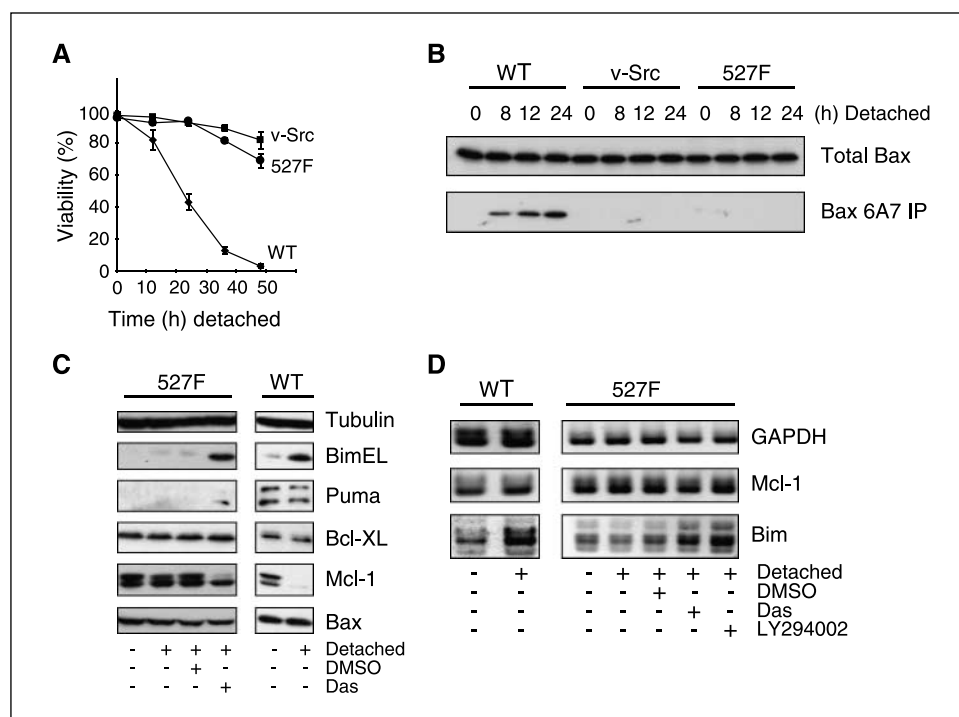 A
100
80
60
40
20
0
Viability (%)
v-Src
527F
WT
0 10 20 30 40 50
Time (h) detached
B
WT v-Src 527F
0 8 12 24 0 8 12 24 0 8 12 24 (h) Detached
Total Bax
Bax 6A7 IP
C
527F WT
Tubulin
BimEL
Puma
Bcl-XL
Mcl-1
Bax
- + + + - + Detached
- - + - - - DMSO
- - - + - - Das
D
WT 527F
GAPDH
Mcl-1
Bim
- + - + + + + Detached
- - - - + - - DMSO
- - - - - + - Das
- - - - - - + LY294002